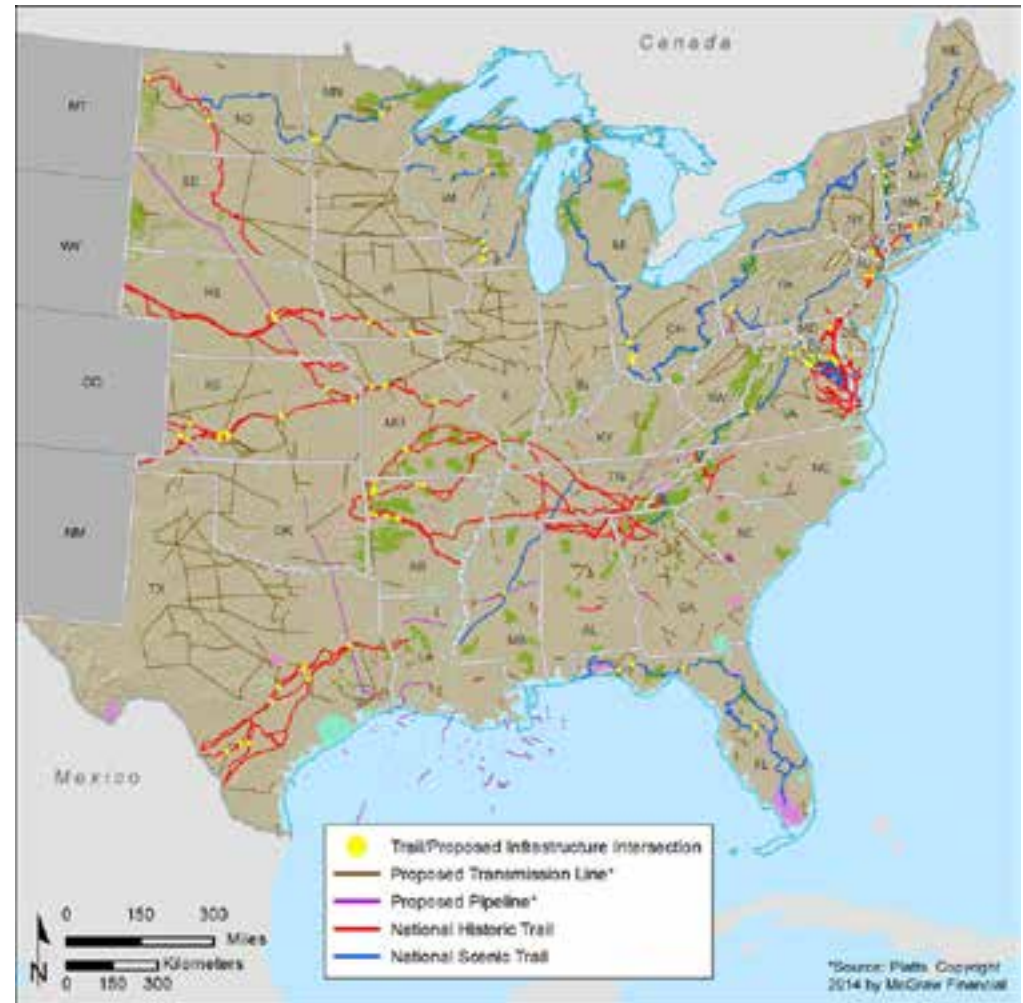 Canada
ME
MT
ND
MN
VT
NH
SD
WI
NY
MA
CT
RI
MI
WY
PA
NJ
IA
NE
OH
MD
IL
IN
CO
WV
KS
VA
MO
KY
NC
TN
NM
OK
SC
AR
TX
GA
AL
MS
LA
Mexico
FL
Trail/Proposed Infrastructure Intersection
Proposed Transmission Line*
Proposed Pipeline*
National Historic Trail
National Scenic Trail
0 150 300
Miles
Kilometers
0 150 300
N
*Source: Platts. Copyright
2014 by McGraw Financial